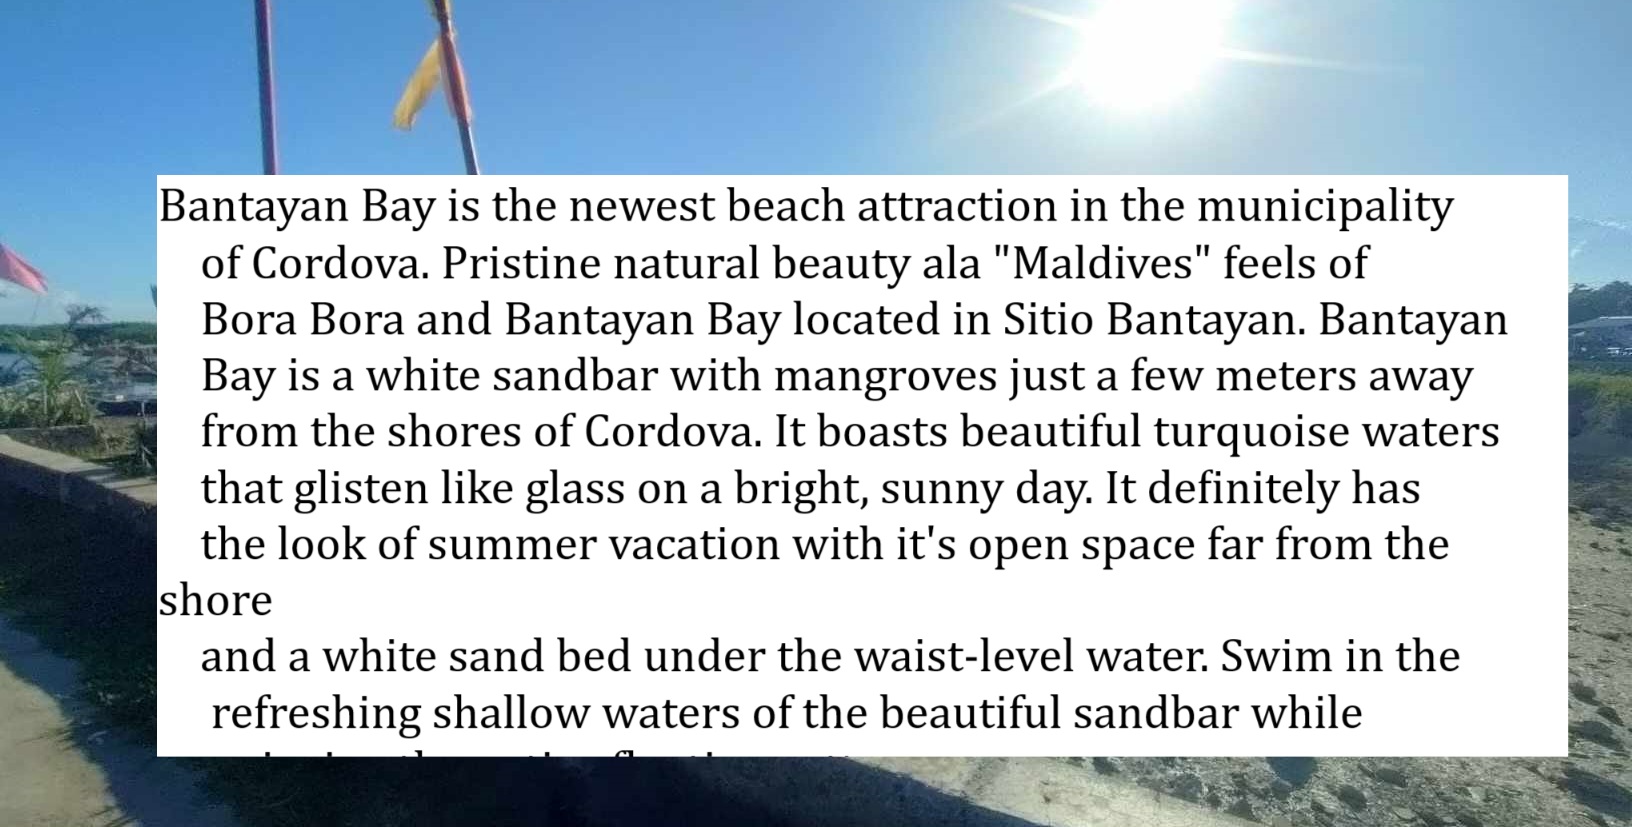 Bantayan Bay is the newest beach attraction in the municipality
of Cordova. Pristine natural beauty ala "Maldives" feels of
Bora Bora and Bantayan Bay located in Sitio Bantayan. Bantayan
Bay is a white sandbar with mangroves just a few meters away
from the shores of Cordova. It boasts beautiful turquoise waters
that glisten like glass on a bright, sunny day. It definitely has
the look of summer vacation with it's open space far from the
shore
and a white sand bed under the waist-level water. Swim in the
refreshing shallow waters of the beautiful sandbar while